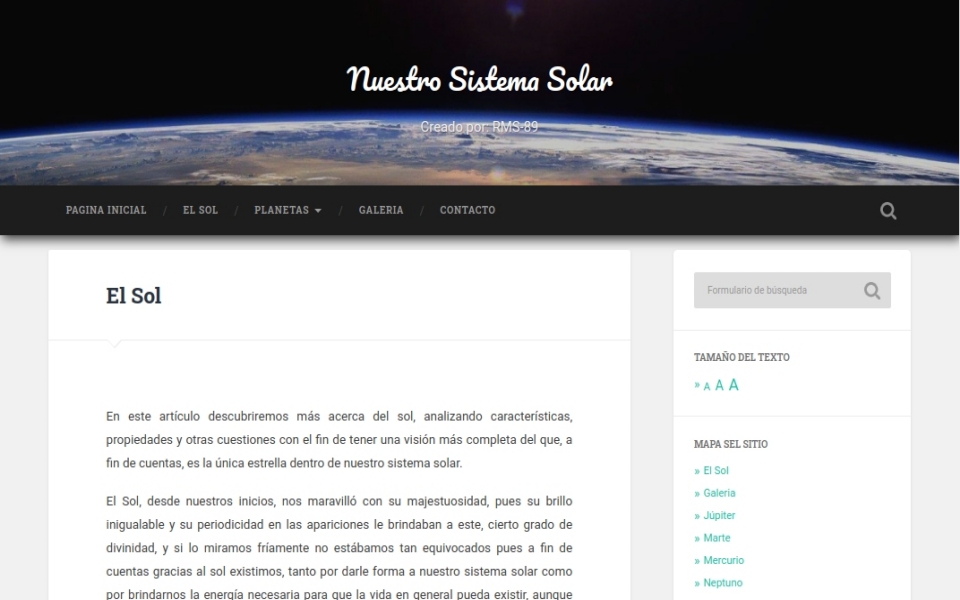 Nuestro Sistema Solar
Creado por: RMS-89
PAGINA INICIAL / EL SOL / PLANETAS / GALERIA / CONTACTO
El Sol
En este artículo descubriremos más acerca del sol, analizando características,
propiedades y otras cuestiones con el fin de tener una visión más completa del que, a
fin de cuentas, es la única estrella dentro de nuestro sistema solar.
El Sol, desde nuestros inicios, nos maravilló con su majestuosidad, pues su brillo
inigualable y su periodicidad en las apariciones le brindaban a este, cierto grado de
divinidad, y si lo miramos fríamente no estábamos tan equivocados pues a fin de
cuentas gracias al sol existimos, tanto por darle forma a nuestro sistema solar como
por brindarnos la energía necesaria para que la vida en general pueda existir, aunque
Formulario de búsqueda
TAMAÑO DEL TEXTO
» A A A
MAPA SEL SITIO
» El Sol
» Galeria
» Júpiter
» Marte
» Mercurio
» Neptuno